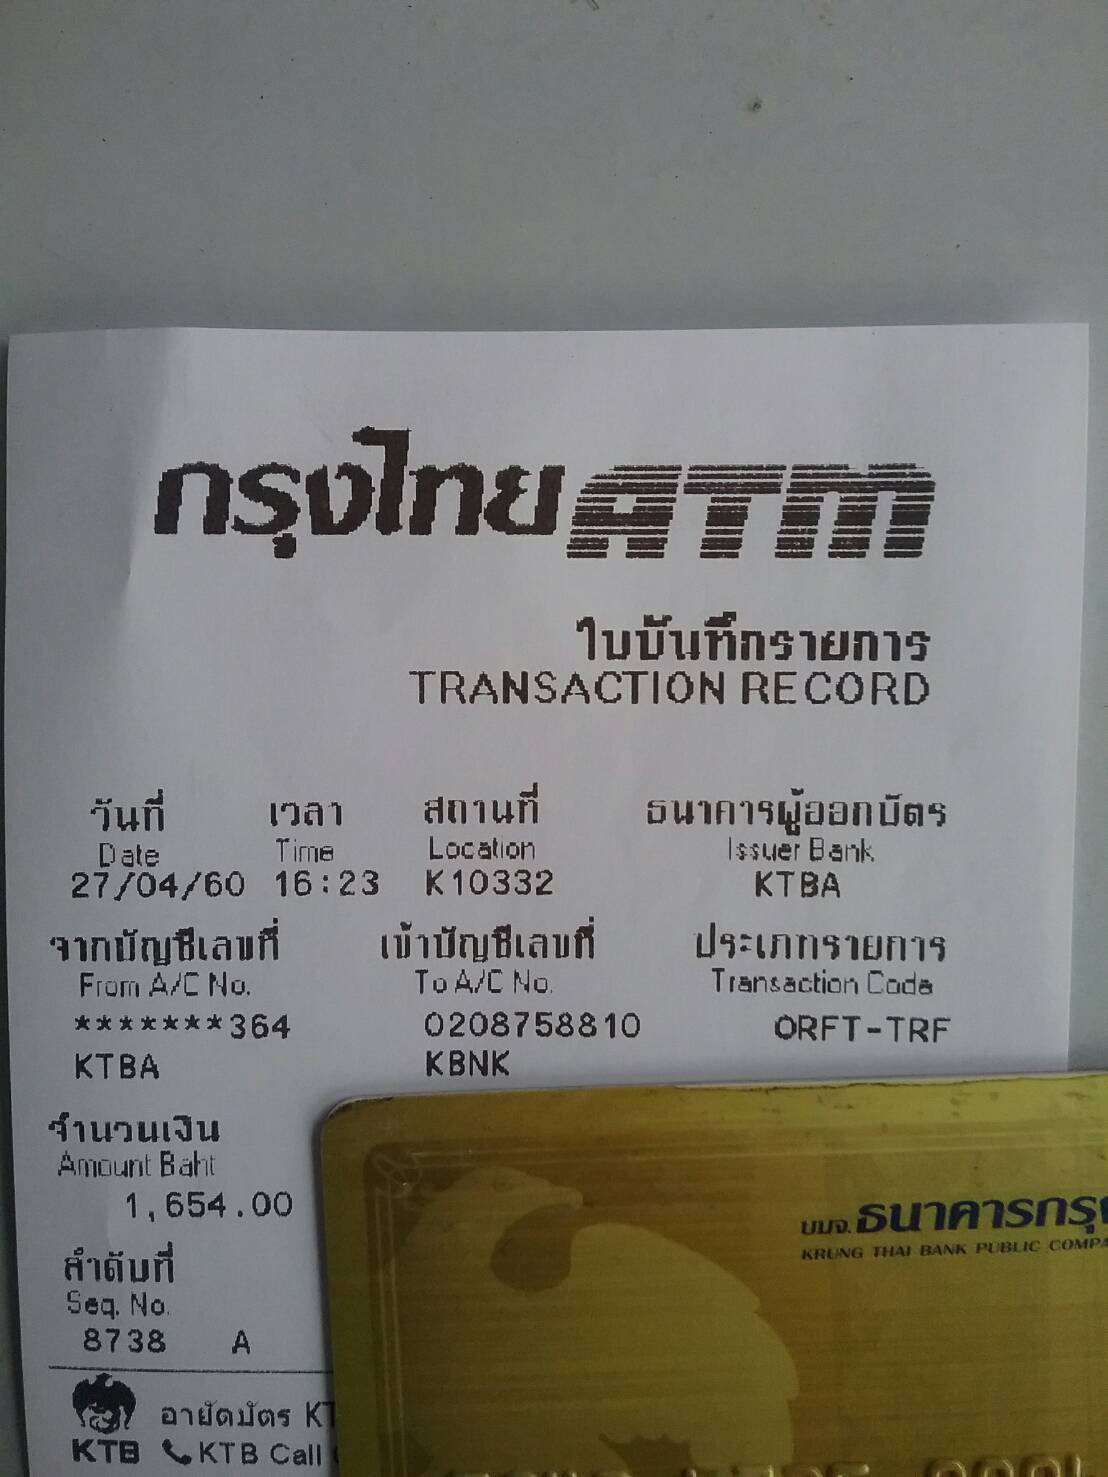 กรุงไทย ATM
ใบบันทึกรายการ
TRANSACTION RECORD
วันที่ เวลา สถานที่ ธนาคารผู้ออกบัตร
Date Time Location Issuer Bank
27/04/60 16:23 K10332 KTBA
จากบัญชีเลขที่ เข้าบัญชีเลขที่ ประเภทรายการ
From A/C No. To A/C No. Transaction Code
*******364 0208758810 ORFT-TRF
KTBA KBNK
จำนวนเงิน
Amount Baht
1,654.00
บมจ.ธนาคารกรุง
KRUNG THAI BANK PUBLIC COMPA
ลำดับที่
Seq. No.
8738 A
อายัดบัตร KT
KTB KTB Call